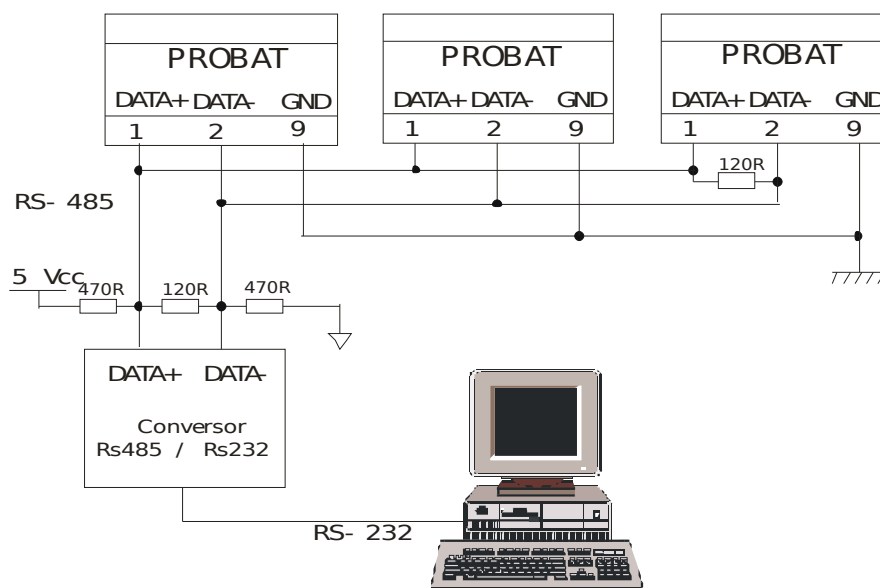 PROBAT PROBAT PROBAT
DATA+ DATA- GND DATA+ DATA- GND DATA+ DATA- GND
1 2 9 1 2 9 1 2 9
120R
RS- 485
5 Vcc
470R 120R 470R
DATA+ DATA-
Conversor
Rs485 / Rs232
RS- 232